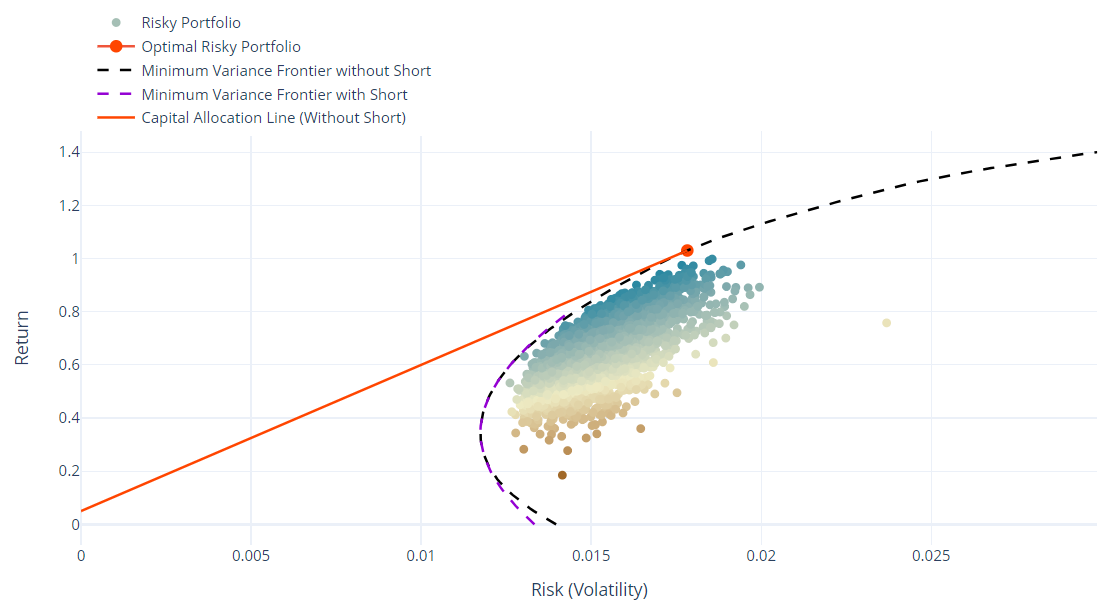 Risky Portfolio
Optimal Risky Portfolio
Minimum Variance Frontier without Short
Minimum Variance Frontier with Short
Capital Allocation Line (Without Short)
1.4
1.2
1
0.8
0.6
0.4
0.2
0
Return
0 0.005 0.01 0.015 0.02 0.025
Risk (Volatility)